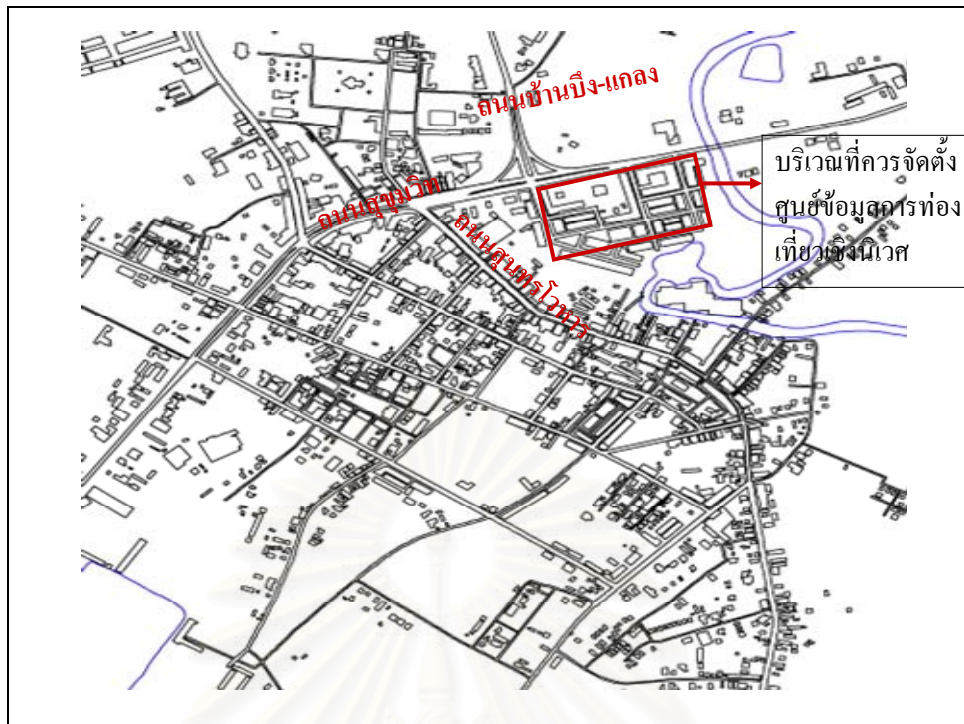 ถนนบ้านบึง-แกลง
บริเวณที่ควรจัดตั้ง
ศูนย์ข้อมูลการท่อง
เที่ยวเชิงนิเวศ
ถนนสุขุมวิท
ถนนสุนทรโวหาร